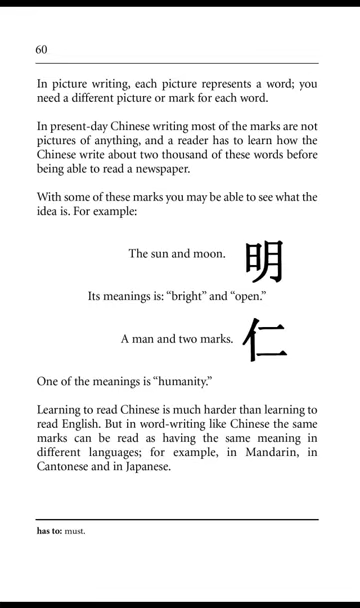 60
In picture writing, each picture represents a word; you
need a different picture or mark for each word.
In present-day Chinese writing most of the marks are not
pictures of anything, and a reader has to learn how the
Chinese write about two thousand of these words before
being able to read a newspaper.
With some of these marks you may be able to see what the
idea is. For example:
The sun and moon. 明
Its meanings is: “bright” and “open.”
A man and two marks. 仁
One of the meanings is “humanity.”
Learning to read Chinese is much harder than learning to
read English. But in word-writing like Chinese the same
marks can be read as having the same meaning in
different languages; for example, in Mandarin, in
Cantonese and in Japanese.
has to: must.